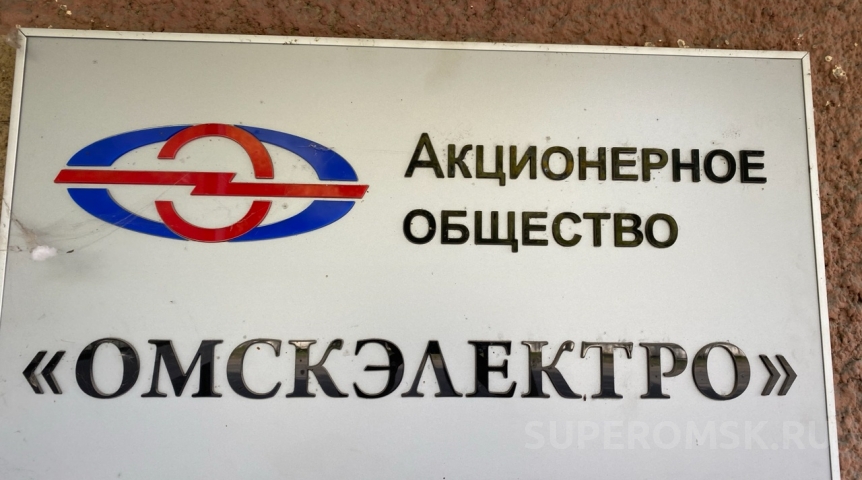 Акционерное
общество
«ОМСКЭЛЕКТРО»
SUPEROMSK.RU